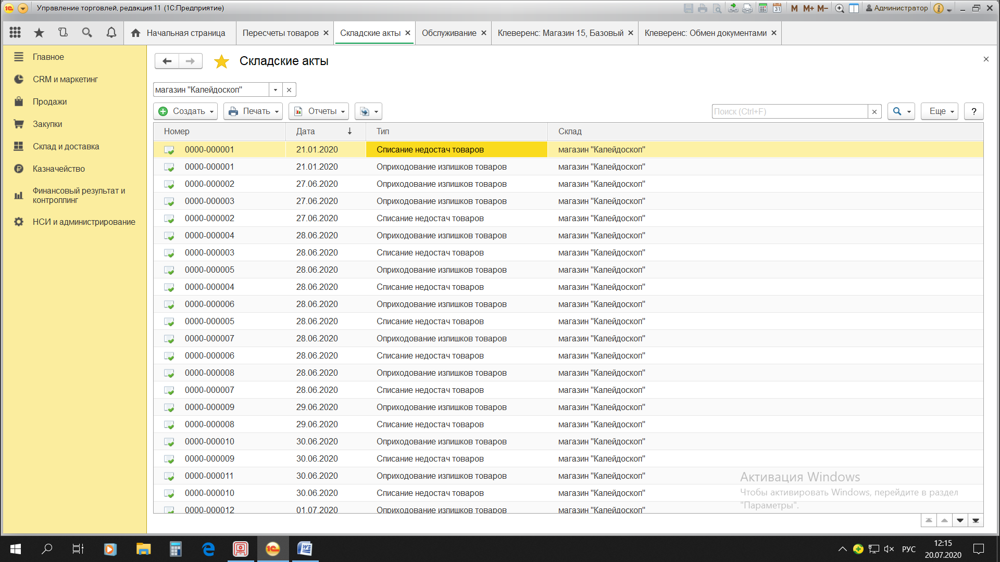 Управление торговлей, редакция 11 (1С:Предприятие)
M M+ M− Администратор
Начальная страница
Пересчеты товаров
Складские акты
Обслуживание
Клеверенс: Магазин 15, Базовый
Клеверенс: Обмен документами
Главное
CRM и маркетинг
Продажи
Закупки
Склад и доставка
Казначейство
Финансовый результат и
контроллинг
НСИ и администрирование
Складские акты
магазин "Калейдоскоп"
Создать Печать Отчеты Поиск (Ctrl+F) Еще ?
Номер Дата Тип Склад
0000-000001 21.01.2020 Списание недостач товаров магазин "Калейдоскоп"
0000-000001 21.01.2020 Оприходование излишков товаров магазин "Калейдоскоп"
0000-000002 27.06.2020 Оприходование излишков товаров магазин "Калейдоскоп"
0000-000003 27.06.2020 Оприходование излишков товаров магазин "Калейдоскоп"
0000-000002 27.06.2020 Списание недостач товаров магазин "Калейдоскоп"
0000-000004 28.06.2020 Оприходование излишков товаров магазин "Калейдоскоп"
0000-000003 28.06.2020 Списание недостач товаров магазин "Калейдоскоп"
0000-000005 28.06.2020 Оприходование излишков товаров магазин "Калейдоскоп"
0000-000004 28.06.2020 Списание недостач товаров магазин "Калейдоскоп"
0000-000006 28.06.2020 Оприходование излишков товаров магазин "Калейдоскоп"
0000-000005 28.06.2020 Списание недостач товаров магазин "Калейдоскоп"
0000-000007 28.06.2020 Оприходование излишков товаров магазин "Калейдоскоп"
0000-000006 28.06.2020 Списание недостач товаров магазин "Калейдоскоп"
0000-000008 28.06.2020 Оприходование излишков товаров магазин "Калейдоскоп"
0000-000007 28.06.2020 Списание недостач товаров магазин "Калейдоскоп"
0000-000009 29.06.2020 Оприходование излишков товаров магазин "Калейдоскоп"
0000-000008 29.06.2020 Списание недостач товаров магазин "Калейдоскоп"
0000-000010 30.06.2020 Оприходование излишков товаров магазин "Калейдоскоп"
0000-000009 30.06.2020 Списание недостач товаров магазин "Калейдоскоп"
0000-000011 30.06.2020 Оприходование излишков товаров магазин "Калейдоскоп"
0000-000010 30.06.2020 Списание недостач товаров магазин "Калейдоскоп"
0000-000012 01.07.2020 Оприходование излишков товаров магазин "Калейдоскоп"
Активация Windows
Чтобы активировать Windows, перейдите в раздел
"Параметры".
РУС
12:15
20.07.2020